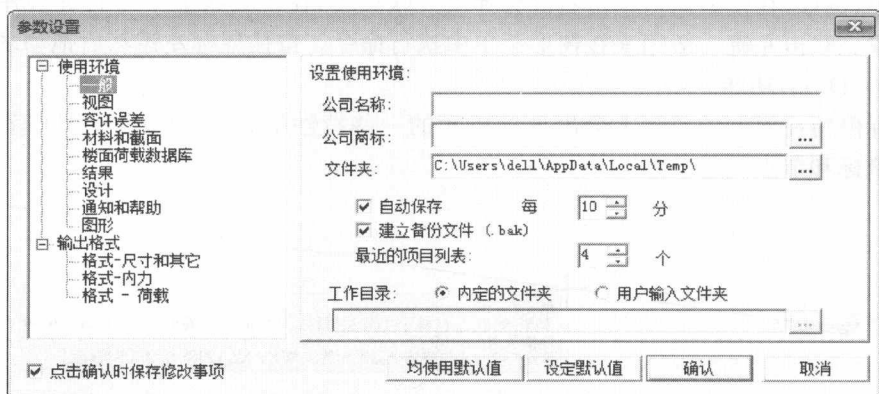 参数设置
使用环境
一般
视图
容许误差
材料和截面
楼面荷载数据库
结果
设计
通知和帮助
图形
输出格式
格式-尺寸和其它
格式-内力
格式 - 荷载
设置使用环境:
公司名称:
公司商标:
...
文件夹: C:\Users\dell\AppData\Local\Temp\ ...
自动保存 每 10 分
建立备份文件 (.bak)
最近的项目列表: 4 个
工作目录: 内定的文件夹 用户输入文件夹
...
点击确认时保存修改事项 均使用默认值 设定默认值 确认 取消